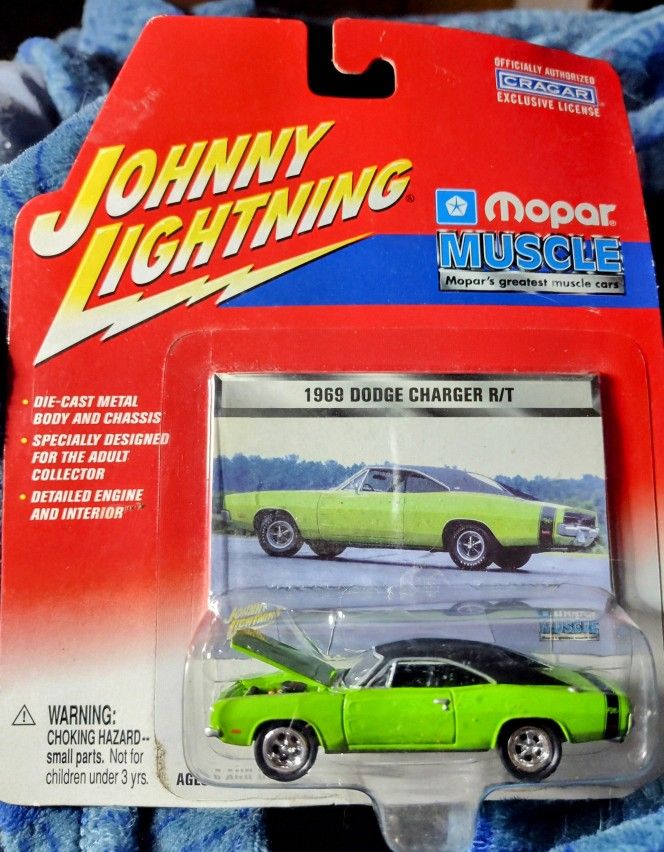 OFFICIALLY AUTHORIZED
CRAGAR
EXCLUSIVE LICENSE
JOHNNY
LIGHTNING®
Mopar®
MUSCLE
Mopar's greatest muscle cars
• DIE-CAST METAL
BODY AND CHASSIS
• SPECIALLY DESIGNED
FOR THE ADULT
COLLECTOR
• DETAILED ENGINE
AND INTERIOR
1969 DODGE CHARGER R/T
JOHNNY
LIGHTNING
MUSCLE
⚠ WARNING:
CHOKING HAZARD--
small parts. Not for
children under 3 yrs.